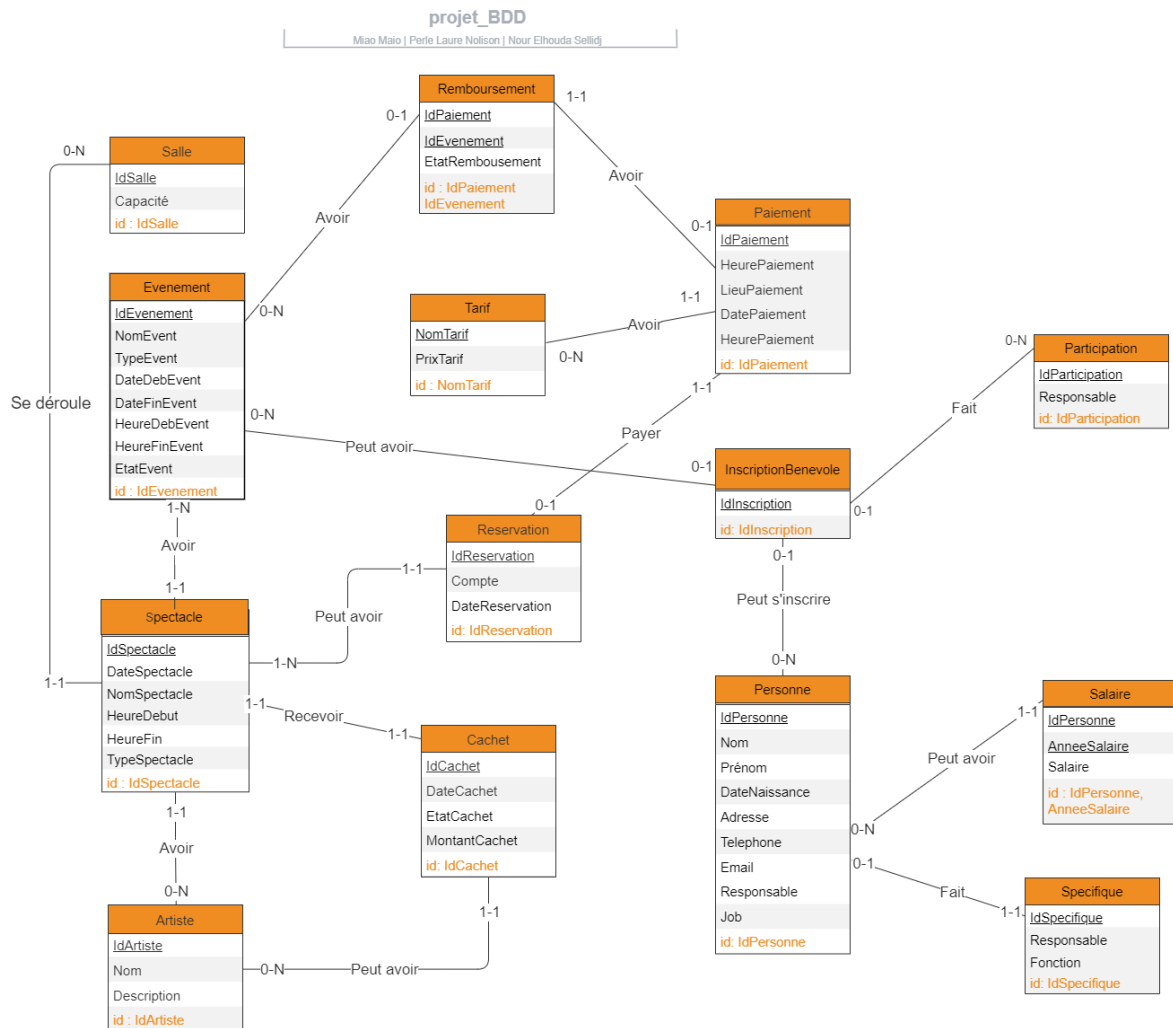 projet_BDD
Miao Maio | Perle Laure Nolison | Nour Elhouda Sellidj
Remboursement
IdPaiement
IdEvenement
EtatRembousement
id : IdPaiement
IdEvenement
0-1
1-1
Avoir
Avoir
0-N
0-1
Salle
IdSalle
Capacité
id : IdSalle
0-N
Se déroule
1-1
Paiement
IdPaiement
HeurePaiement
LieuPaiement
DatePaiement
HeurePaiement
id: IdPaiement
Evenement
IdEvenement
NomEvent
TypeEvent
DateDebEvent
DateFinEvent
HeureDebEvent
HeureFinEvent
EtatEvent
id : IdEvenement
Tarif
NomTarif
PrixTarif
id : NomTarif
1-1
Avoir
0-N
1-1
Payer
0-1
0-N
Peut avoir
0-1
Participation
IdParticipation
Responsable
id: IdParticipation
0-N
Fait
0-1
InscriptionBenevole
IdInscription
id: IdInscription
0-1
Peut s'inscrire
0-N
1-N
Avoir
1-1
Reservation
IdReservation
Compte
DateReservation
id: IdReservation
1-1
Peut avoir
1-N
Spectacle
IdSpectacle
DateSpectacle
NomSpectacle
HeureDebut
HeureFin
TypeSpectacle
id : IdSpectacle
1-1
Recevoir
1-1
Cachet
IdCachet
DateCachet
EtatCachet
MontantCachet
id: IdCachet
1-1
Avoir
0-N
1-1
Peut avoir
0-N
Artiste
IdArtiste
Nom
Description
id : IdArtiste
Personne
IdPersonne
Nom
Prénom
DateNaissance
Adresse
Telephone
Email
Responsable
Job
id: IdPersonne
1-1
Peut avoir
0-N
Salaire
IdPersonne
AnneeSalaire
Salaire
id : IdPersonne,
AnneeSalaire
0-1
Fait
1-1
Specifique
IdSpecifique
Responsable
Fonction
id: IdSpecifique